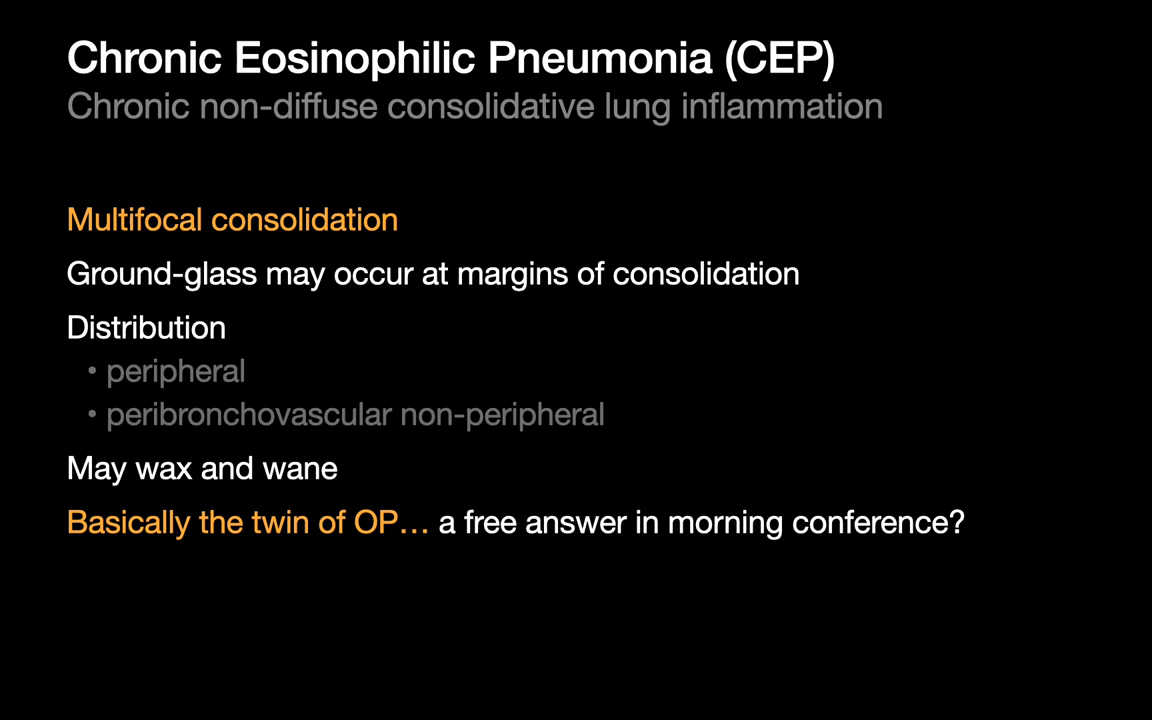 Chronic Eosinophilic Pneumonia (CEP)
Chronic non-diffuse consolidative lung inflammation
Multifocal consolidation
Ground-glass may occur at margins of consolidation
Distribution
• peripheral
• peribronchovascular non-peripheral
May wax and wane
Basically the twin of OP… a free answer in morning conference?